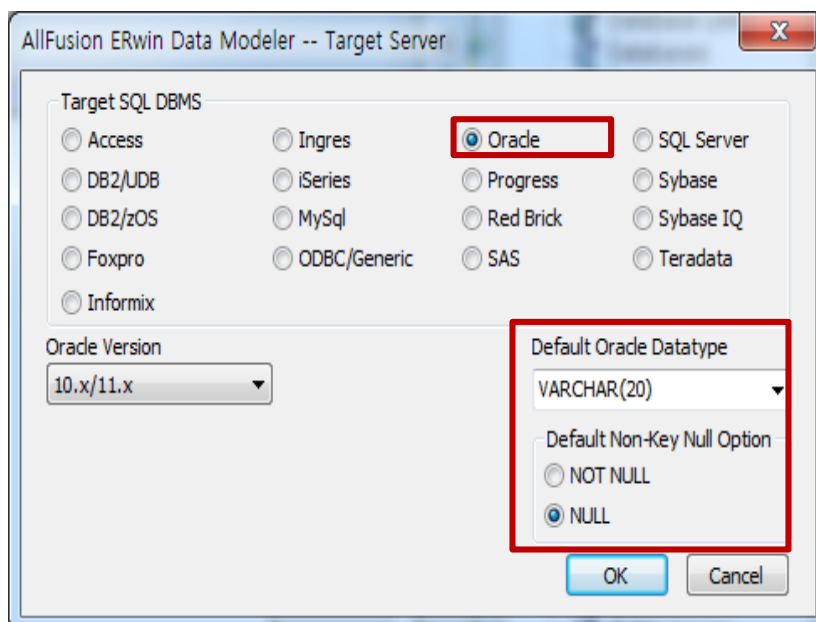 AllFusion ERwin Data Modeler -- Target Server
Target SQL DBMS
Access
Ingres
Oracle
SQL Server
DB2/UDB
iSeries
Progress
Sybase
DB2/zOS
MySql
Red Brick
Sybase IQ
Foxpro
ODBC/Generic
SAS
Teradata
Informix
Oracle Version
Default Oracle Datatype
10.x/11.x
VARCHAR(20)
Default Non-Key Null Option
NOT NULL
NULL
OK
Cancel